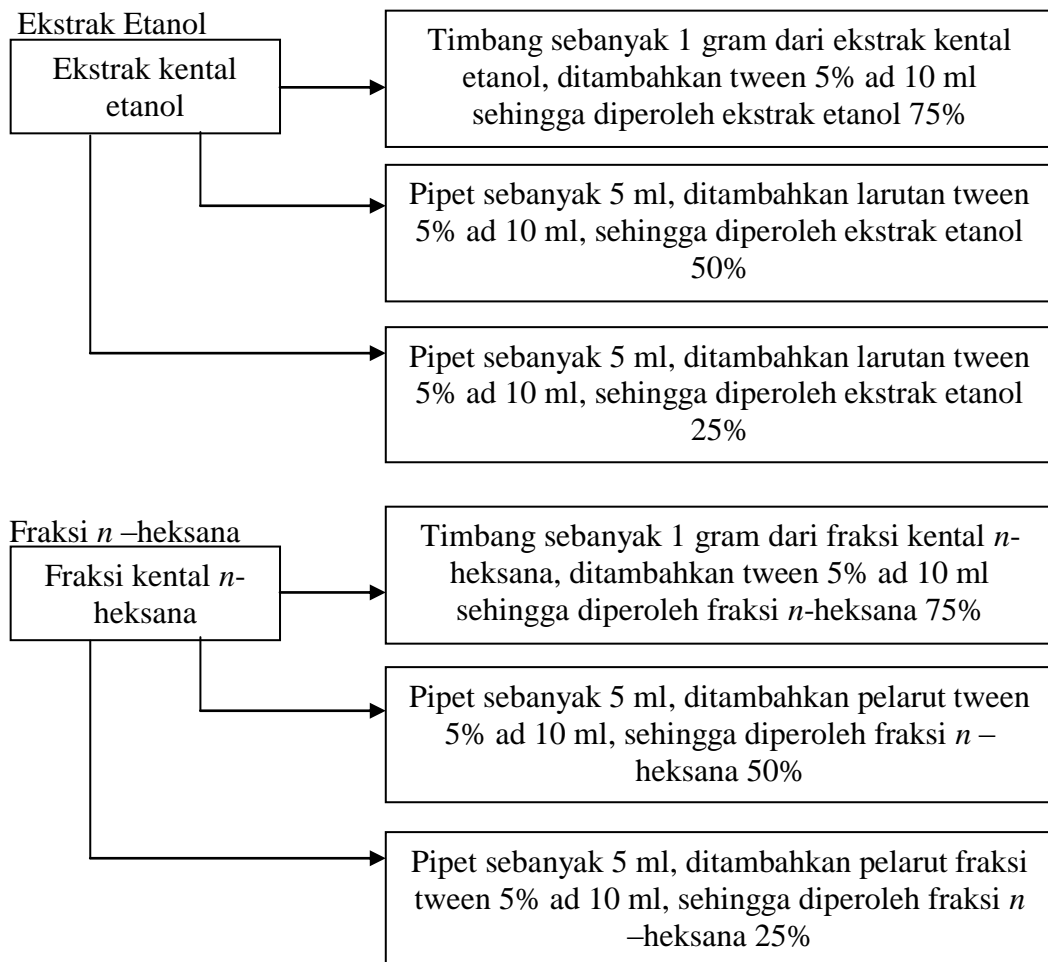 Ekstrak Etanol
Ekstrak kental
etanol
Timbang sebanyak 1 gram dari ekstrak kental
etanol, ditambahkan tween 5% ad 10 ml
sehingga diperoleh ekstrak etanol 75%
Pipet sebanyak 5 ml, ditambahkan larutan tween
5% ad 10 ml, sehingga diperoleh ekstrak etanol
50%
Pipet sebanyak 5 ml, ditambahkan larutan tween
5% ad 10 ml, sehingga diperoleh ekstrak etanol
25%
Fraksi n –heksana
Fraksi kental n-
heksana
Timbang sebanyak 1 gram dari fraksi kental n-
heksana, ditambahkan tween 5% ad 10 ml
sehingga diperoleh fraksi n-heksana 75%
Pipet sebanyak 5 ml, ditambahkan pelarut tween
5% ad 10 ml, sehingga diperoleh fraksi n –
heksana 50%
Pipet sebanyak 5 ml, ditambahkan pelarut fraksi
tween 5% ad 10 ml, sehingga diperoleh fraksi n
–heksana 25%